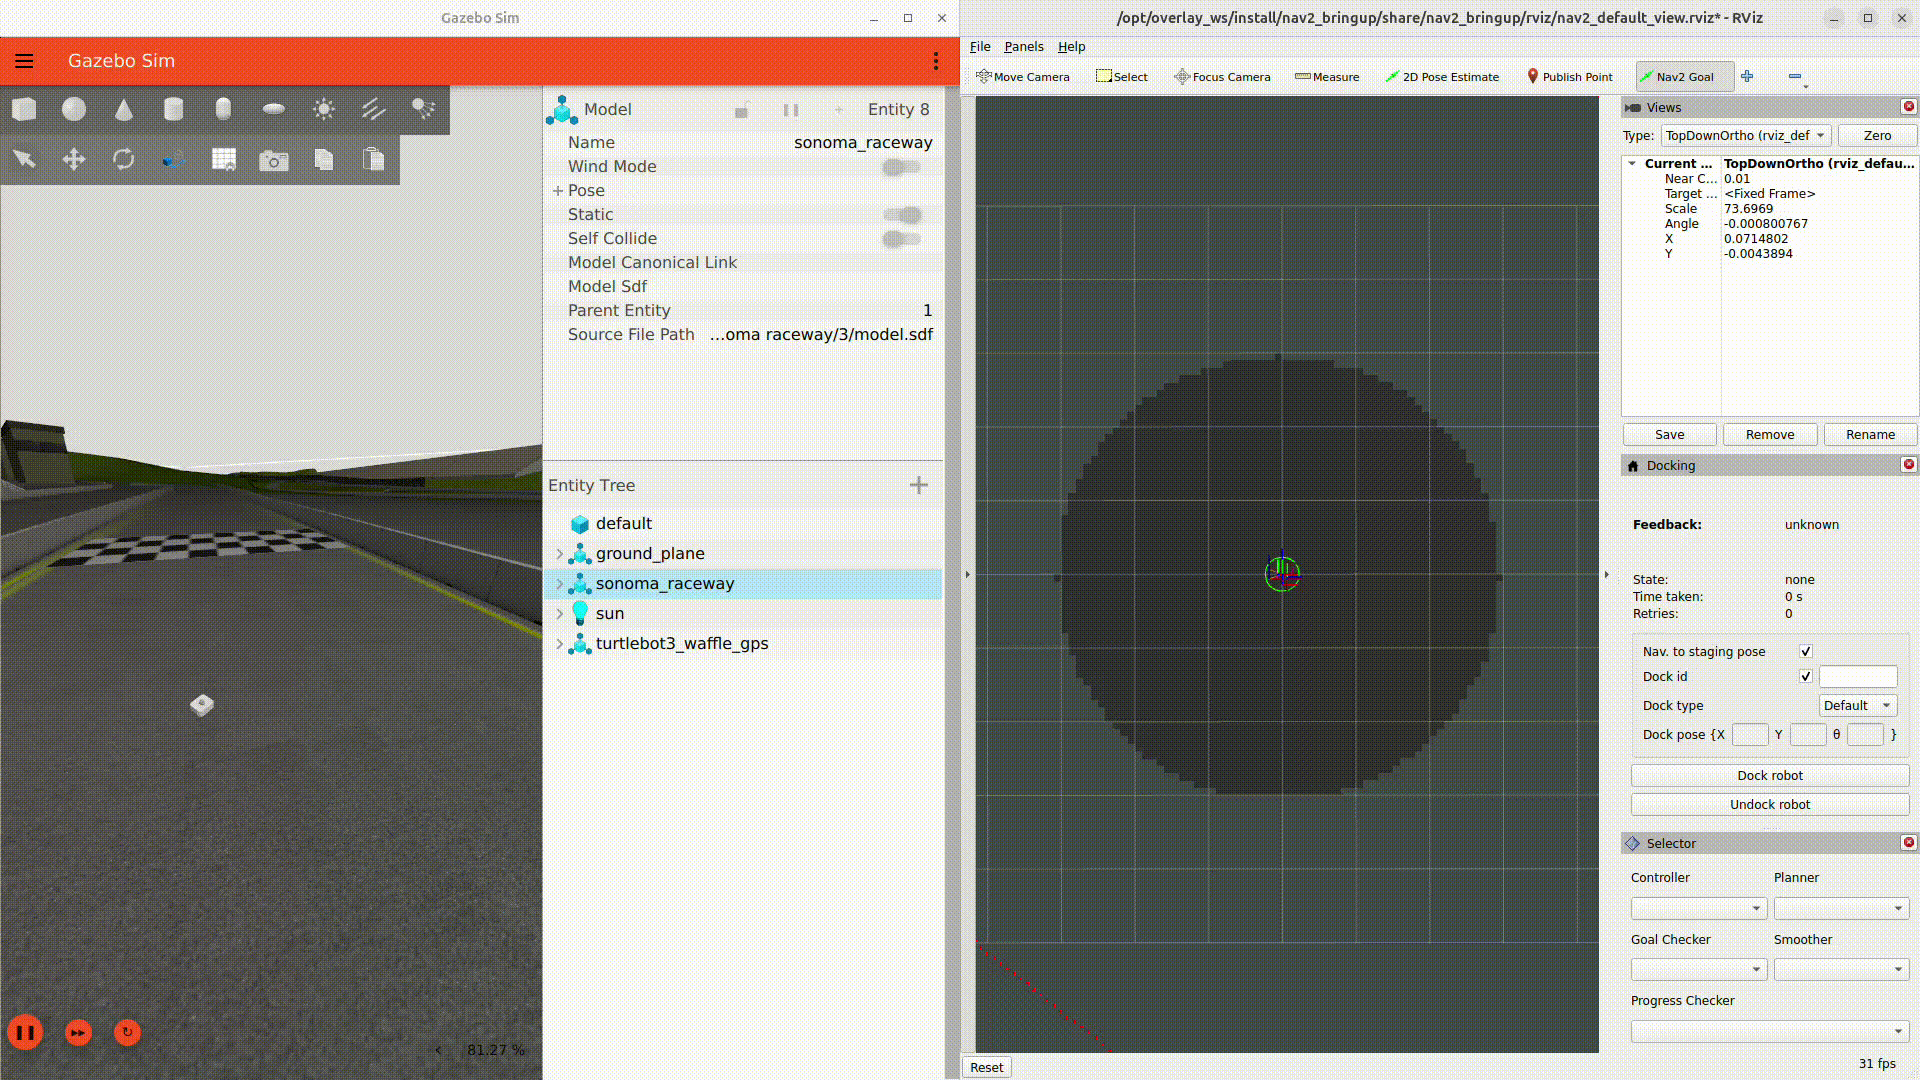 Gazebo Sim
Gazebo Sim
Model
Entity 8
Name
sonoma_raceway
Wind Mode
Pose
Static
Self Collide
Model Canonical Link
Model Sdf
Parent Entity
1
Source File Path
...oma raceway/3/model.sdf
Entity Tree
default
ground_plane
sonoma_raceway
sun
turtlebot3_waffle_gps
81.27 %
/opt/overlay_ws/install/nav2_bringup/share/nav2_bringup/rviz/nav2_default_view.rviz* - RViz
File Panels Help
Move Camera Select Focus Camera Measure 2D Pose Estimate Publish Point Nav2 Goal
Views
Type: TopDownOrtho (rviz_def Zero
Current ... TopDownOrtho (rviz_defau...
Near C... 0.01
Target ... <Fixed Frame>
Scale 73.6969
Angle -0.000800767
X 0.0714802
Y -0.0043894
Save Remove Rename
Docking
Feedback: unknown
State: none
Time taken: 0 s
Retries: 0
Nav. to staging pose
Dock id
Dock type Default
Dock pose {X Y θ }
Dock robot
Undock robot
Selector
Controller Planner
Goal Checker Smoother
Progress Checker
Reset
31 fps